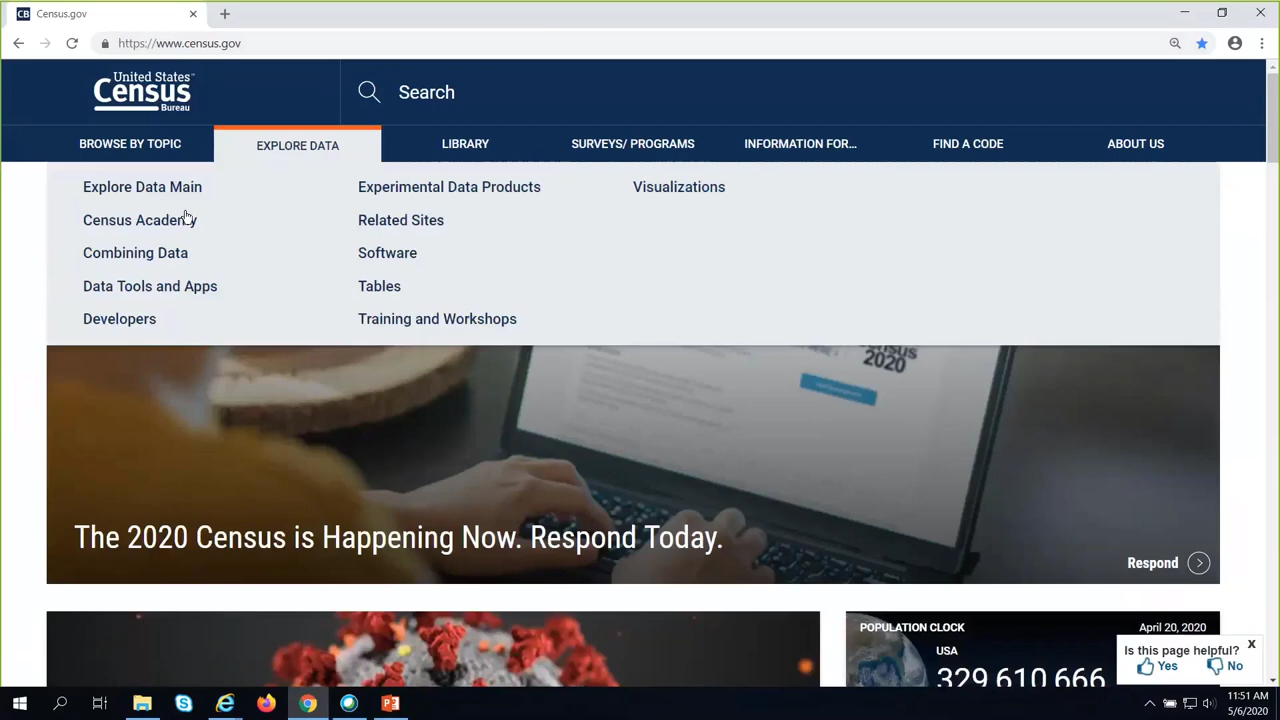 CB Census.gov
https://www.census.gov
United States
Census
Bureau
Search
BROWSE BY TOPIC EXPLORE DATA LIBRARY SURVEYS/ PROGRAMS INFORMATION FOR... FIND A CODE ABOUT US
Explore Data Main Experimental Data Products Visualizations
Census Academy Related Sites
Combining Data Software
Data Tools and Apps Tables
Developers Training and Workshops
Census
2020
The 2020 Census is Happening Now. Respond Today.
Respond
POPULATION CLOCK April 20, 2020
USA
329,610,666
Is this page helpful? X
Yes No
11:51 AM
5/6/2020